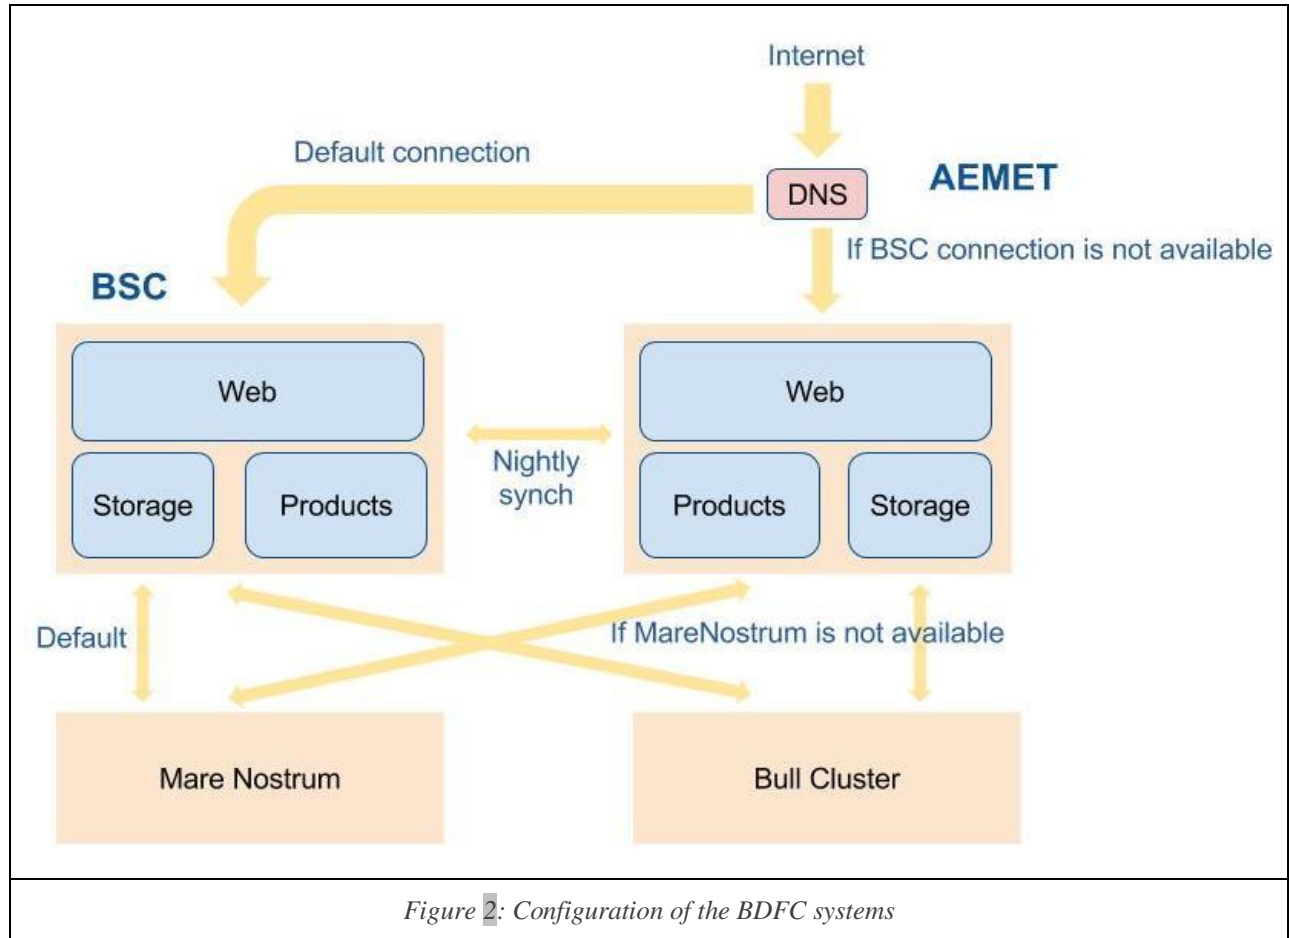 Internet
Default connection
DNS
AEMET
If BSC connection is not available
BSC
Web
Web
Nightly
synch
Storage
Products
Products
Storage
Default
If MareNostrum is not available
Mare Nostrum
Bull Cluster
Figure 2: Configuration of the BDFC systems